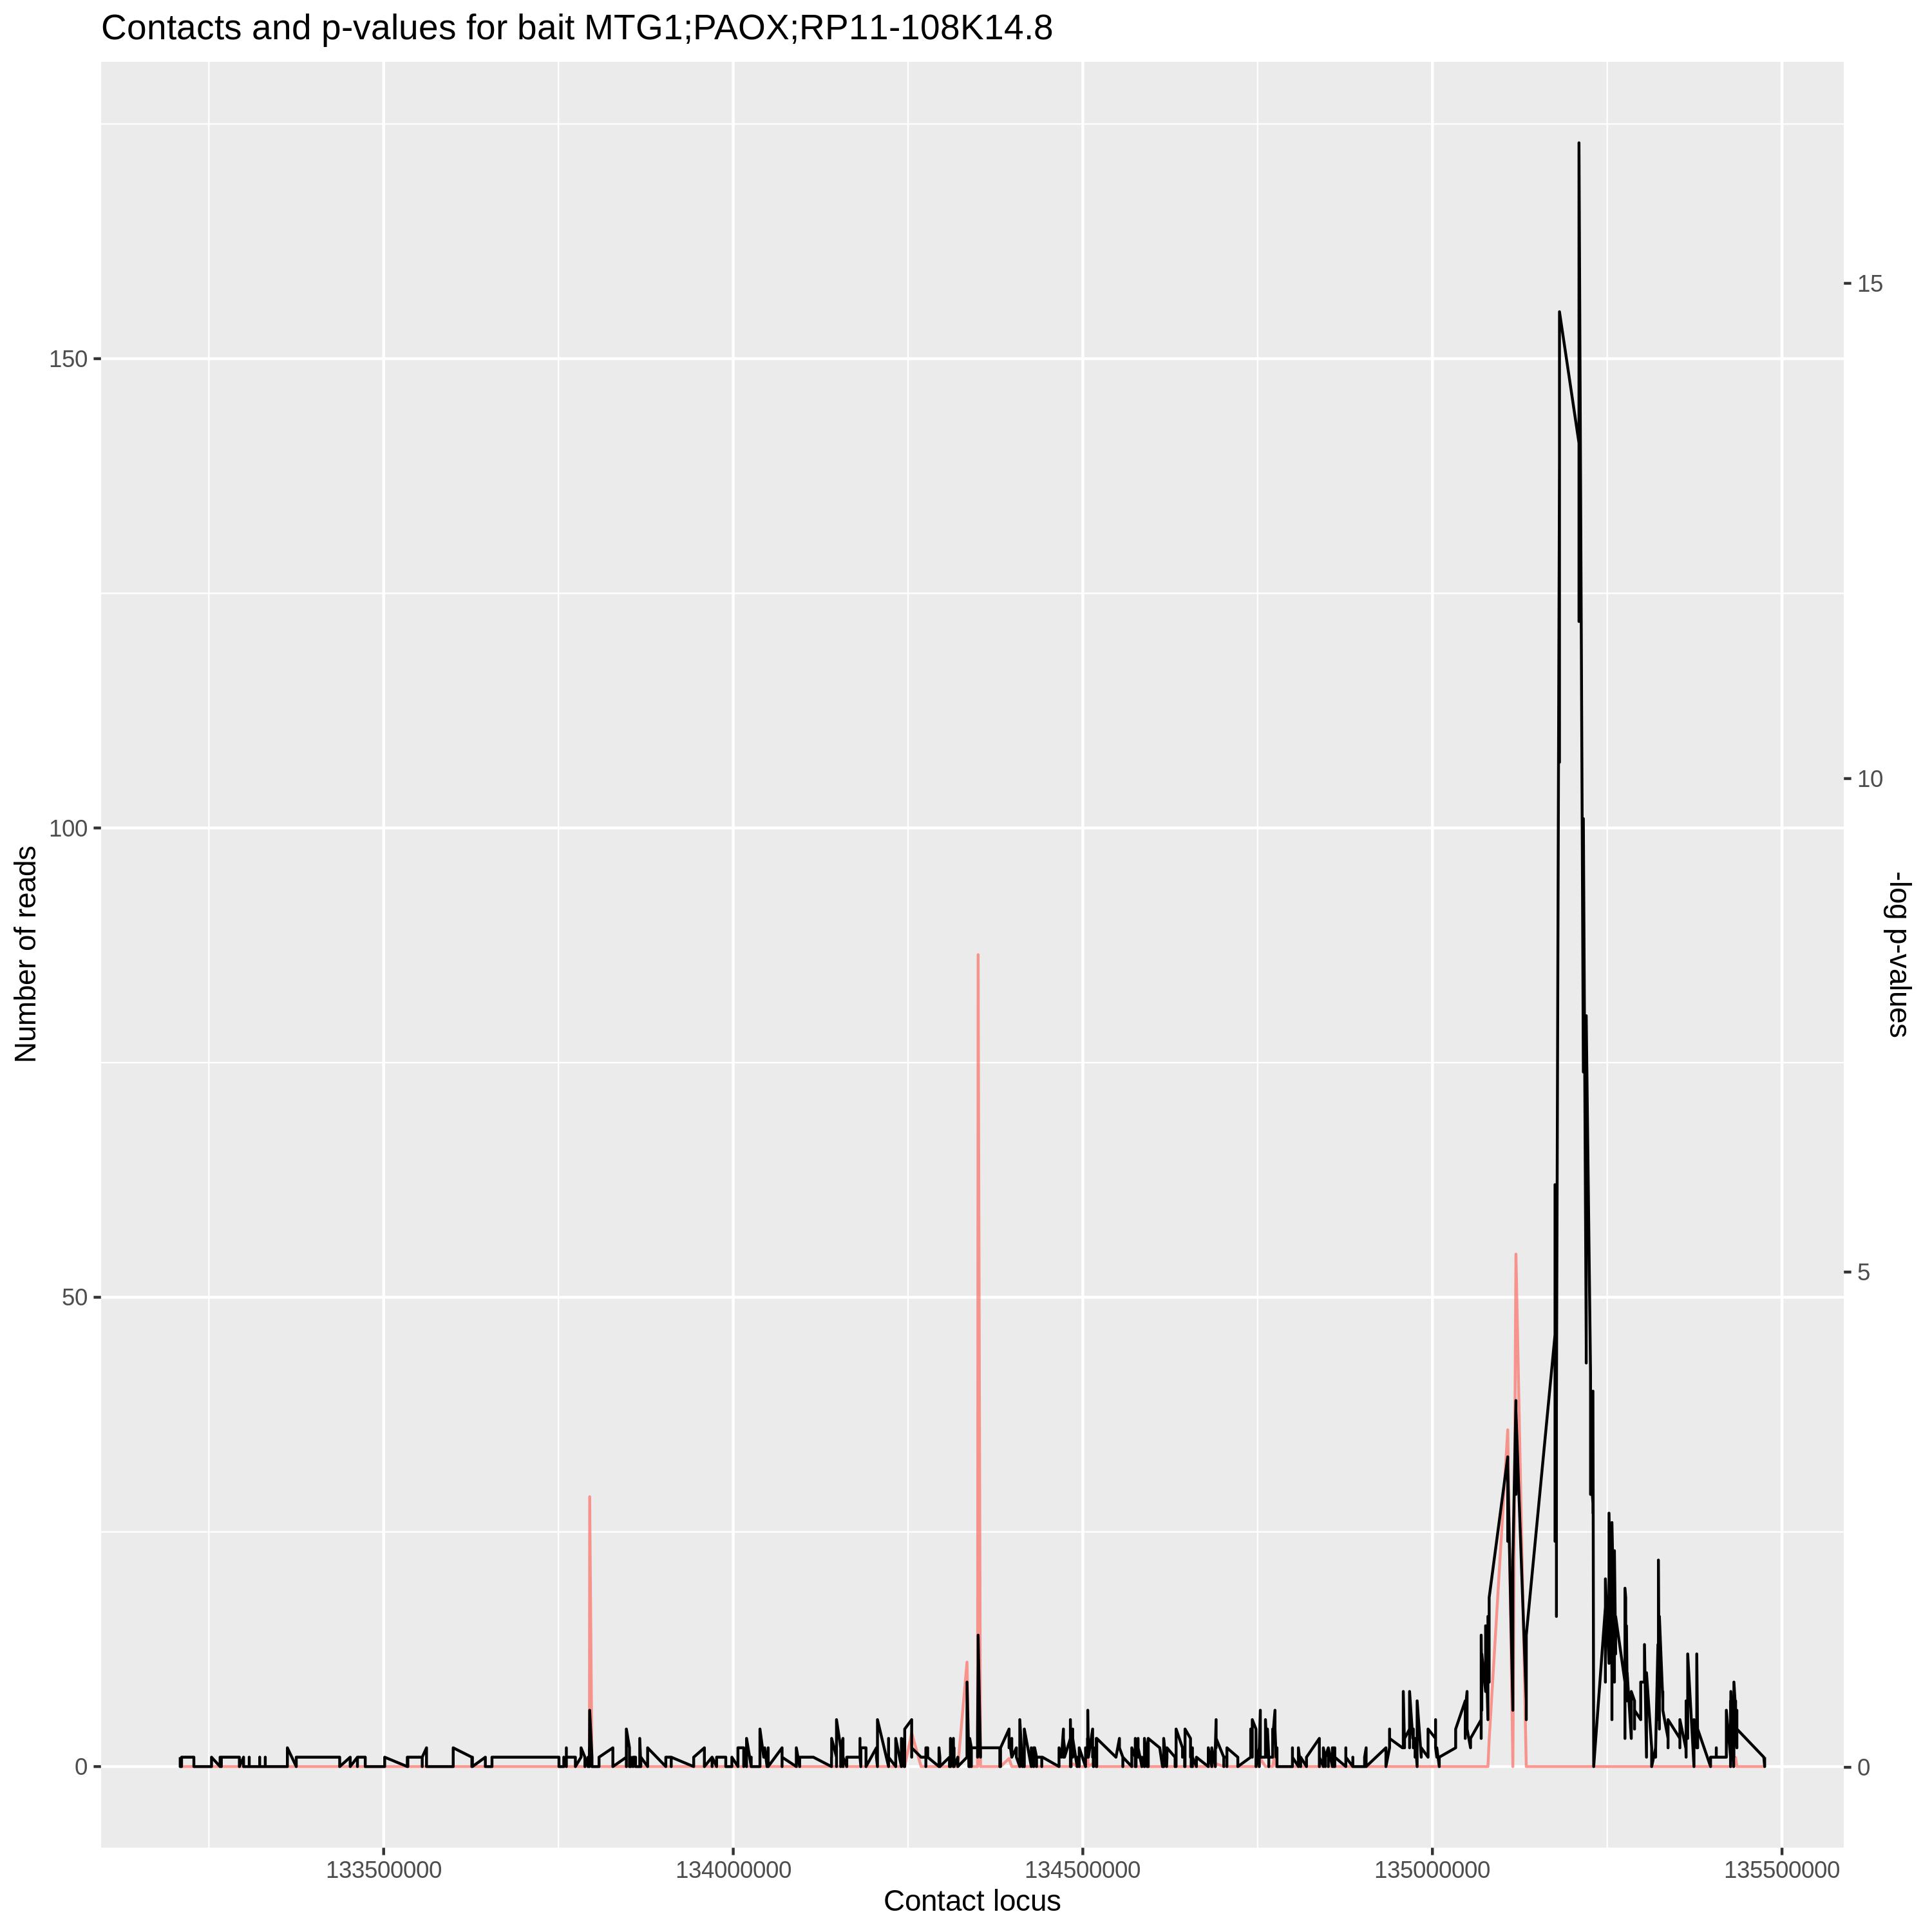 Contacts and p-values for bait MTG1;PAOX;RP11-108K14.8
Number of reads
150
100
50
0
15
10
5
0
-log p-values
133500000 134000000 134500000 135000000 135500000
Contact locus